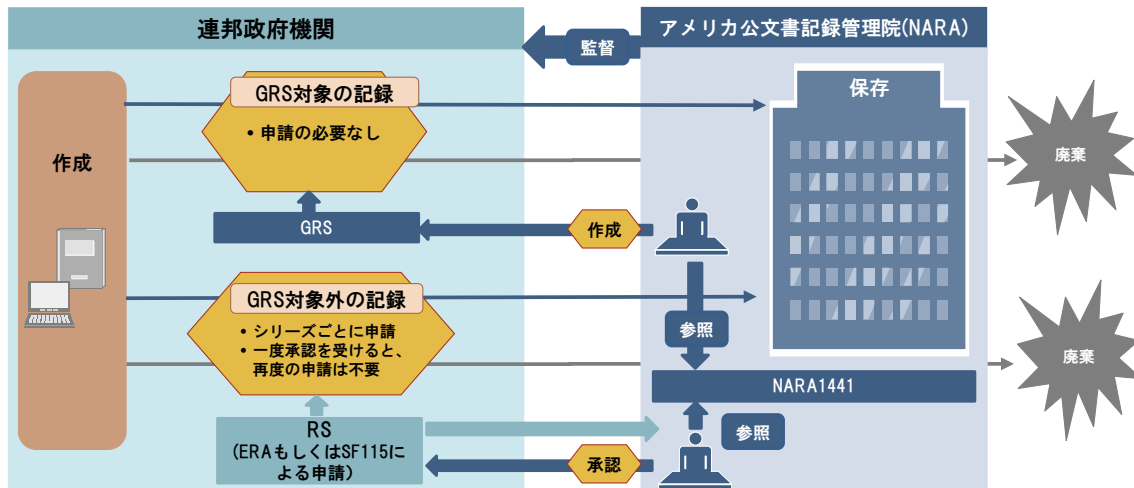 連邦政府機関
アメリカ公文書記録管理院(NARA)
監督
GRS対象の記録
・申請の必要なし
保存
作成
廃棄
GRS
作成
GRS対象外の記録
・シリーズごとに申請
・一度承認を受けると、
再度の申請は不要
参照
廃棄
NARA1441
RS
(ERAもしくはSF115に
よる申請)
参照
承認